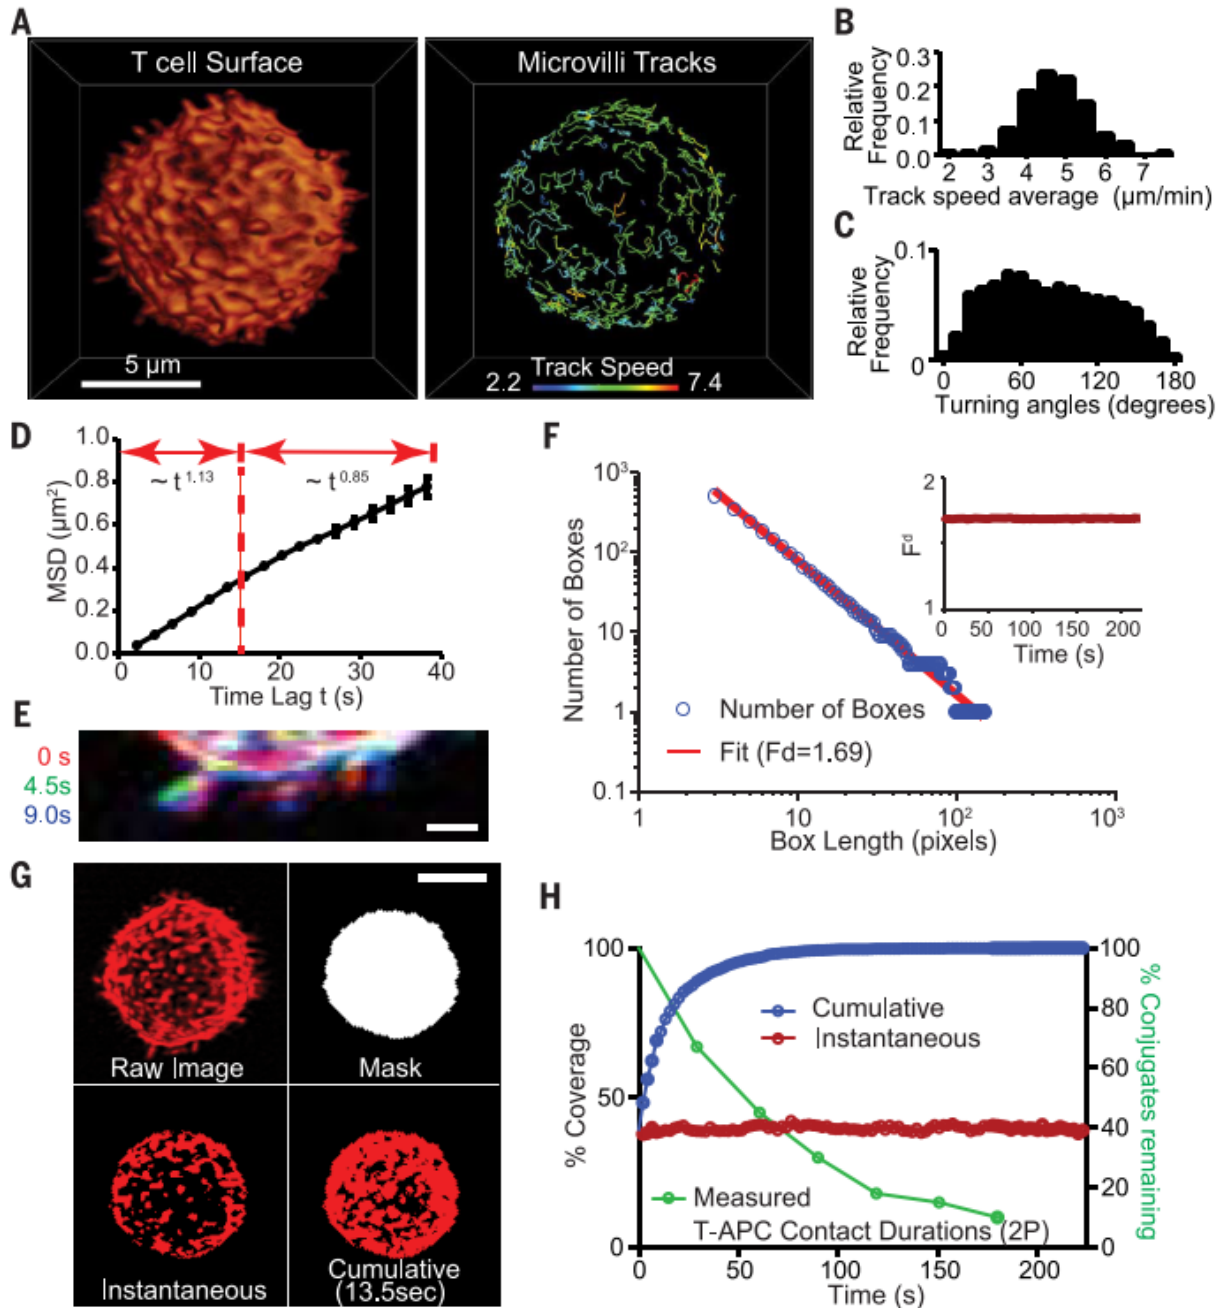 A
T cell Surface
5 µm
Microvilli Tracks
Track Speed
2.2
7.4
B
Relative
Frequency
0.3
0.2
0.1
0.0
2 3 4 5 6 7
Track speed average (µm/min)
C
Relative
Frequency
0.1
0
0 60 120 180
Turning angles (degrees)
D
MSD (µm²)
1.0
0.8
0.6
0.4
0.2
0.0
~ t^1.13
~ t^0.85
0 10 20 30 40
Time Lag t (s)
E
0 s
4.5s
9.0s
F
Number of Boxes
10³
10²
10
1
0.1
Number of Boxes
Fit (Fd=1.69)
1 10 10² 10³
Box Length (pixels)
F^d
2
1
0 50 100 150 200
Time (s)
G
Raw Image
Mask
Instantaneous
Cumulative
(13.5sec)
H
% Coverage
100
50
0
Cumulative
Instantaneous
Measured
T-APC Contact Durations (2P)
0 50 100 150 200
Time (s)
100
80
60
40
20
0
% Conjugates remaining